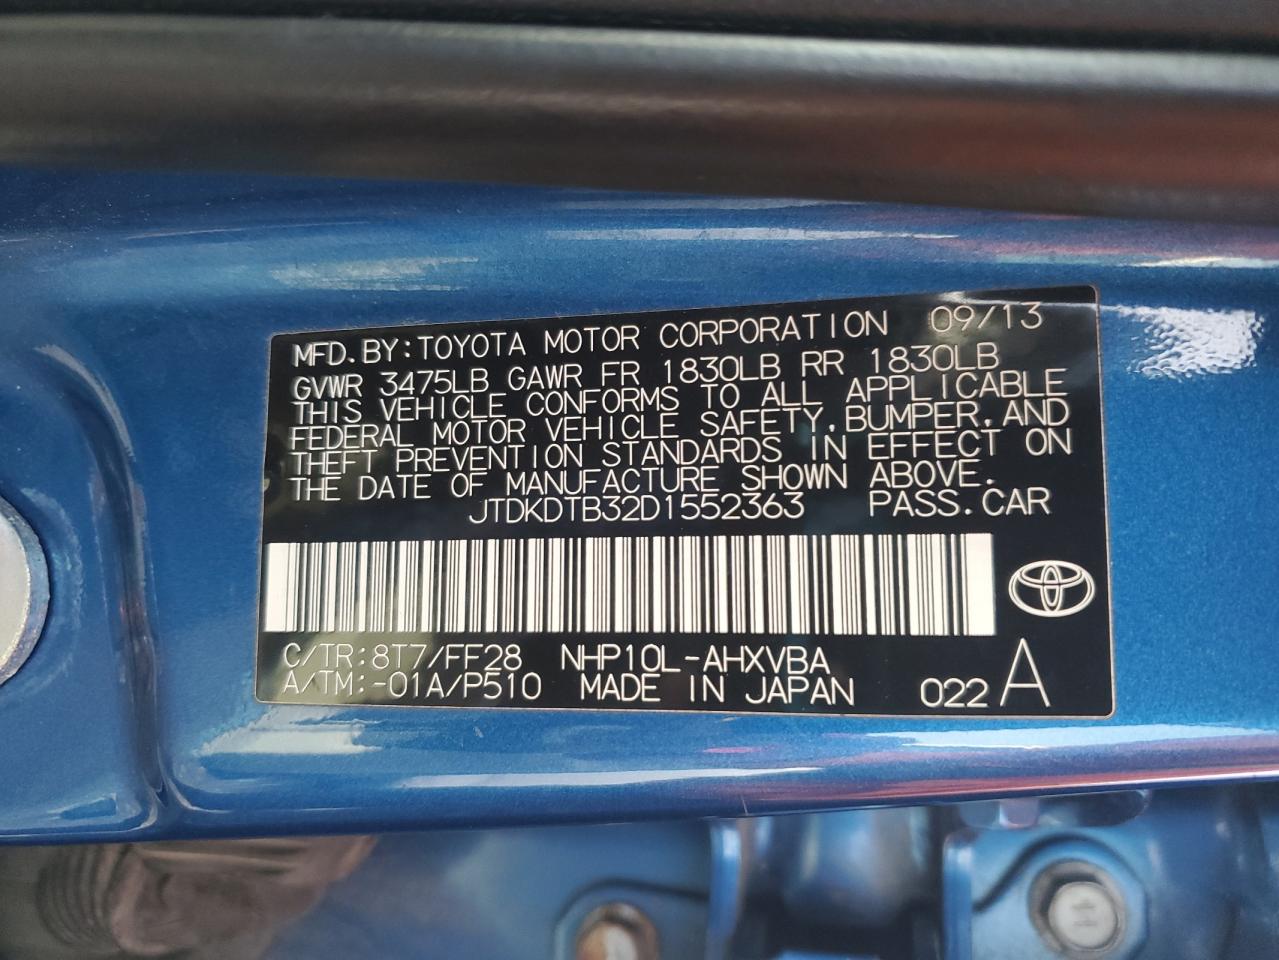 MFD.BY:TOYOTA MOTOR CORPORATION 09/13
GVWR 3475LB GAWR FR 1830LB RR 1830LB
THIS VEHICLE CONFORMS TO ALL APPLICABLE
FEDERAL MOTOR VEHICLE SAFETY,BUMPER,AND
THEFT PREVENTION STANDARDS IN EFFECT ON
THE DATE OF MANUFACTURE SHOWN ABOVE.
JTDKDTB32D1552363 PASS.CAR
C/TR:8T7/FF28 NHP10L-AHXVBA
A/TM:-01A/P510 MADE IN JAPAN 022 A